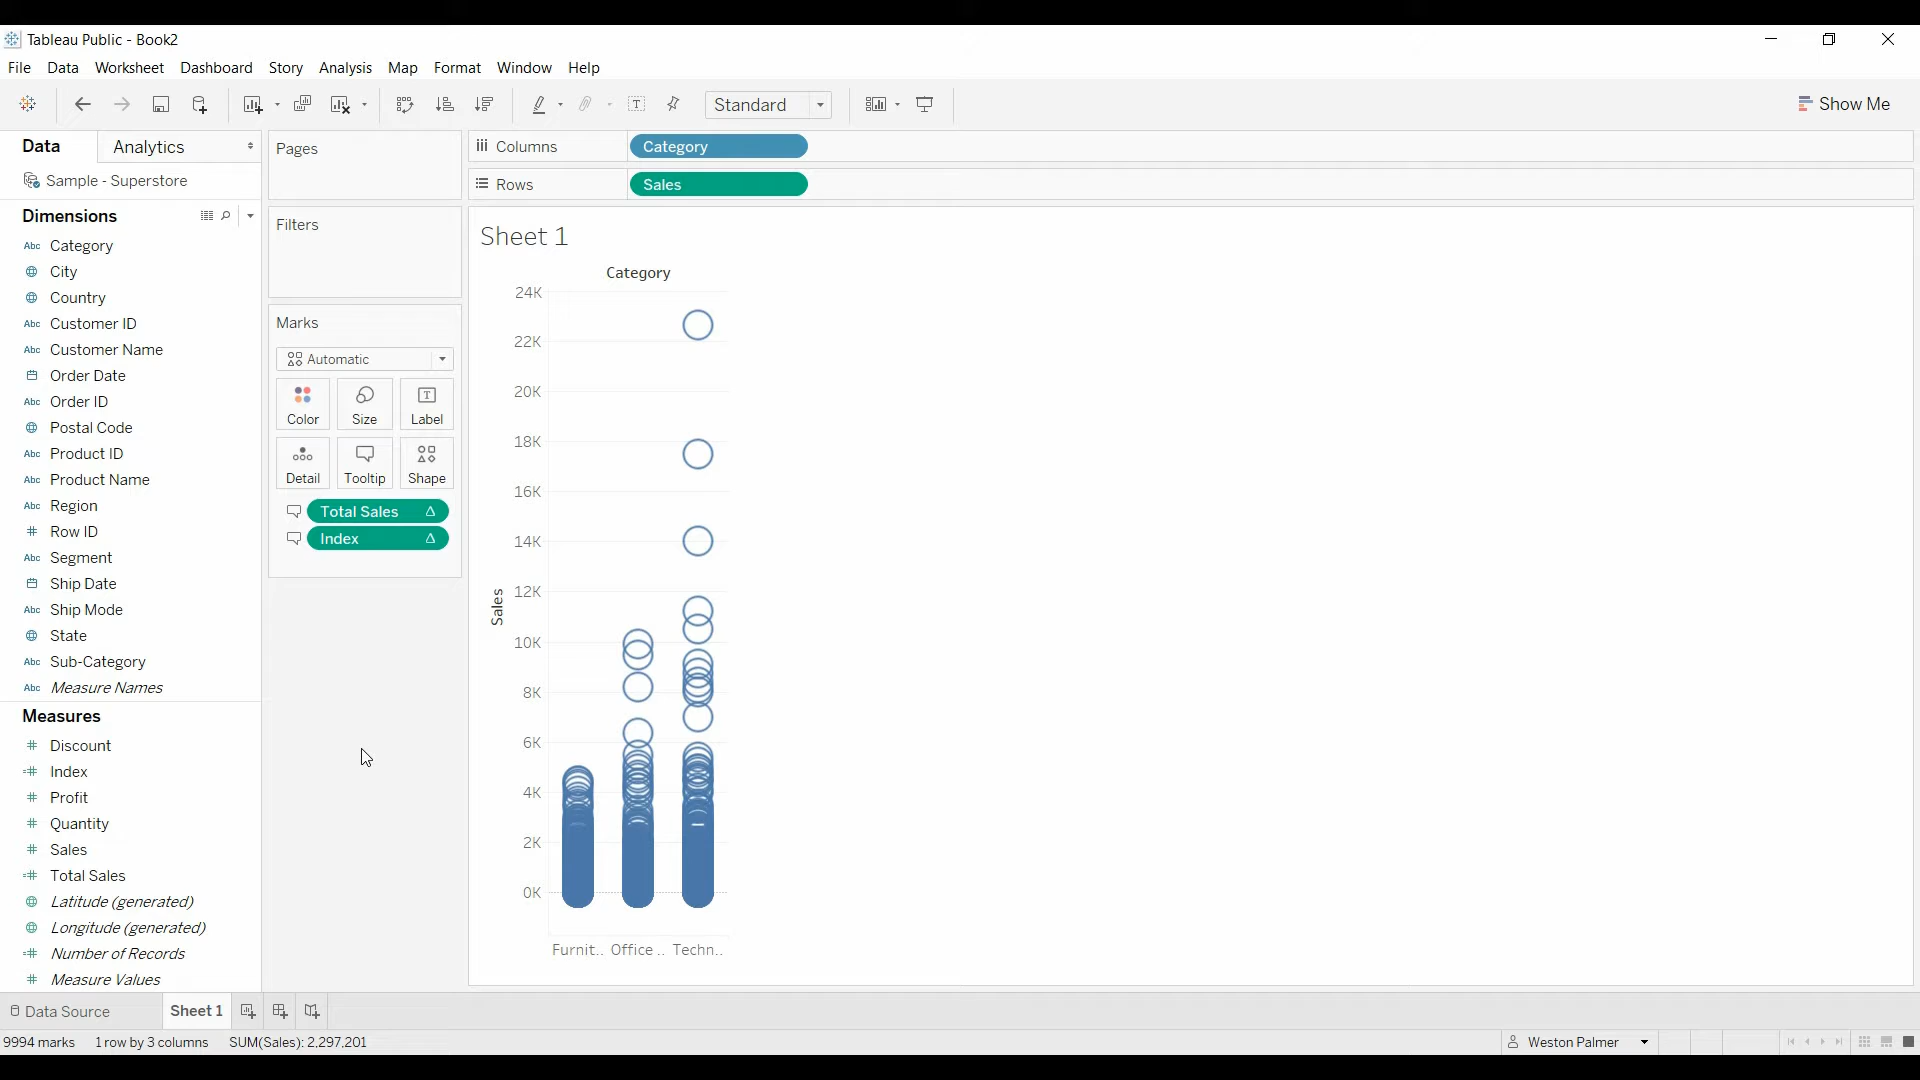 Tableau Public - Book2
File Data Worksheet Dashboard Story Analysis Map Format Window Help
Standard
Show Me
Data Analytics
Sample - Superstore
Dimensions
Abc Category
City
Country
Abc Customer ID
Abc Customer Name
Order Date
Abc Order ID
Postal Code
Abc Product ID
Abc Product Name
Abc Region
# Row ID
Abc Segment
Ship Date
Abc Ship Mode
State
Abc Sub-Category
Abc Measure Names
Measures
# Discount
=# Index
# Profit
# Quantity
# Sales
=# Total Sales
Latitude (generated)
Longitude (generated)
=# Number of Records
# Measure Values
Pages
Filters
Marks
Automatic
Color Size Label
Detail Tooltip Shape
Total Sales Δ
Index Δ
Columns Category
Rows Sales
Sheet 1
Category
24K
22K
20K
18K
16K
14K
12K
10K
8K
6K
4K
2K
0K
Sales
Furnit.. Office .. Techn..
Data Source Sheet 1
9994 marks 1 row by 3 columns SUM(Sales): 2,297,201
Weston Palmer